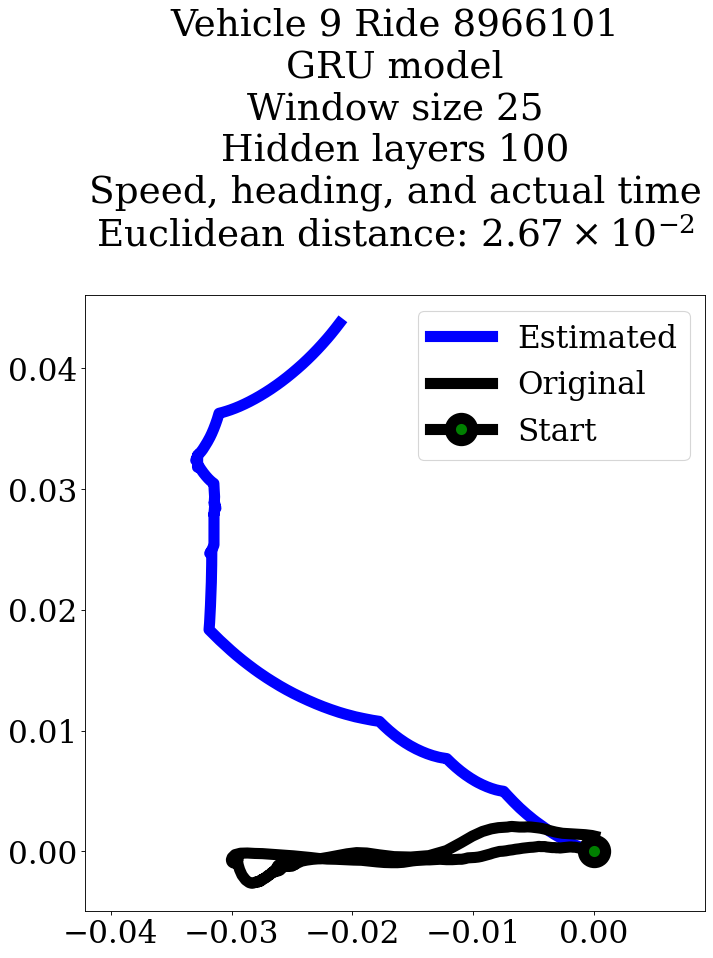 Vehicle 9 Ride 8966101
GRU model
Window size 25
Hidden layers 100
Speed, heading, and actual time
Euclidean distance: 2.67 × 10⁻²
Estimated
Original
Start
0.04
0.03
0.02
0.01
0.00
−0.04 −0.03 −0.02 −0.01 0.00